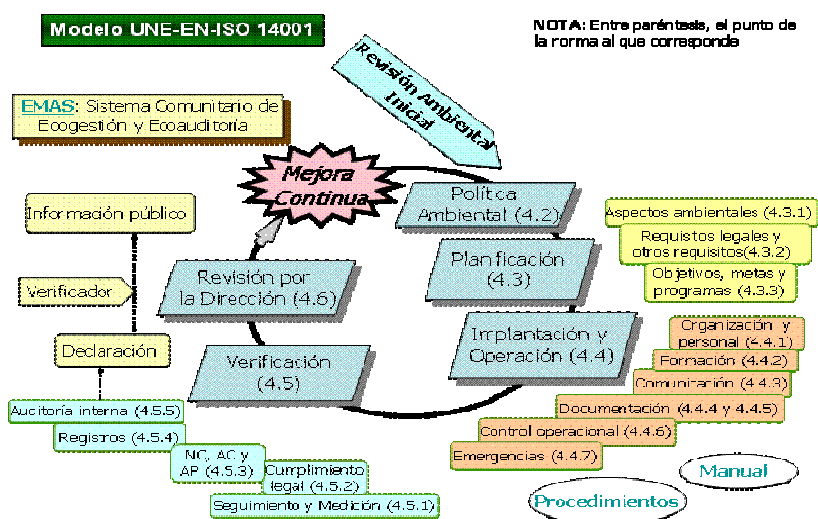 Modelo UNE-EN-ISO 14001
NOTA: Entre paréntesis, el punto de
la norma al que corresponde
Revisión Ambiental
Inicial
EMAS: Sistema Comunitario de
Ecogestión y Ecoauditoría
Mejora
Continua
Política
Ambiental (4.2)
Planificación
(4.3)
Implantación y
Operación (4.4)
Verificación
(4.5)
Revisión por
la Dirección (4.6)
Información público
Verificador
Declaración
Aspectos ambientales (4.3.1)
Requistos legales y
otros requisitos(4.3.2)
Objetivos, metas y
programas (4.3.3)
Organización y
personal (4.4.1)
Formación (4.4.2)
Comunicación (4.4.3)
Documentación (4.4.4 y 4.4.5)
Control operacional (4.4.6)
Emergencias (4.4.7)
Auditoría interna (4.5.5)
Registros (4.5.4)
NC, AC y
AP (4.5.3)
Cumplimiento
legal (4.5.2)
Seguimiento y Medición (4.5.1)
Manual
Procedimientos